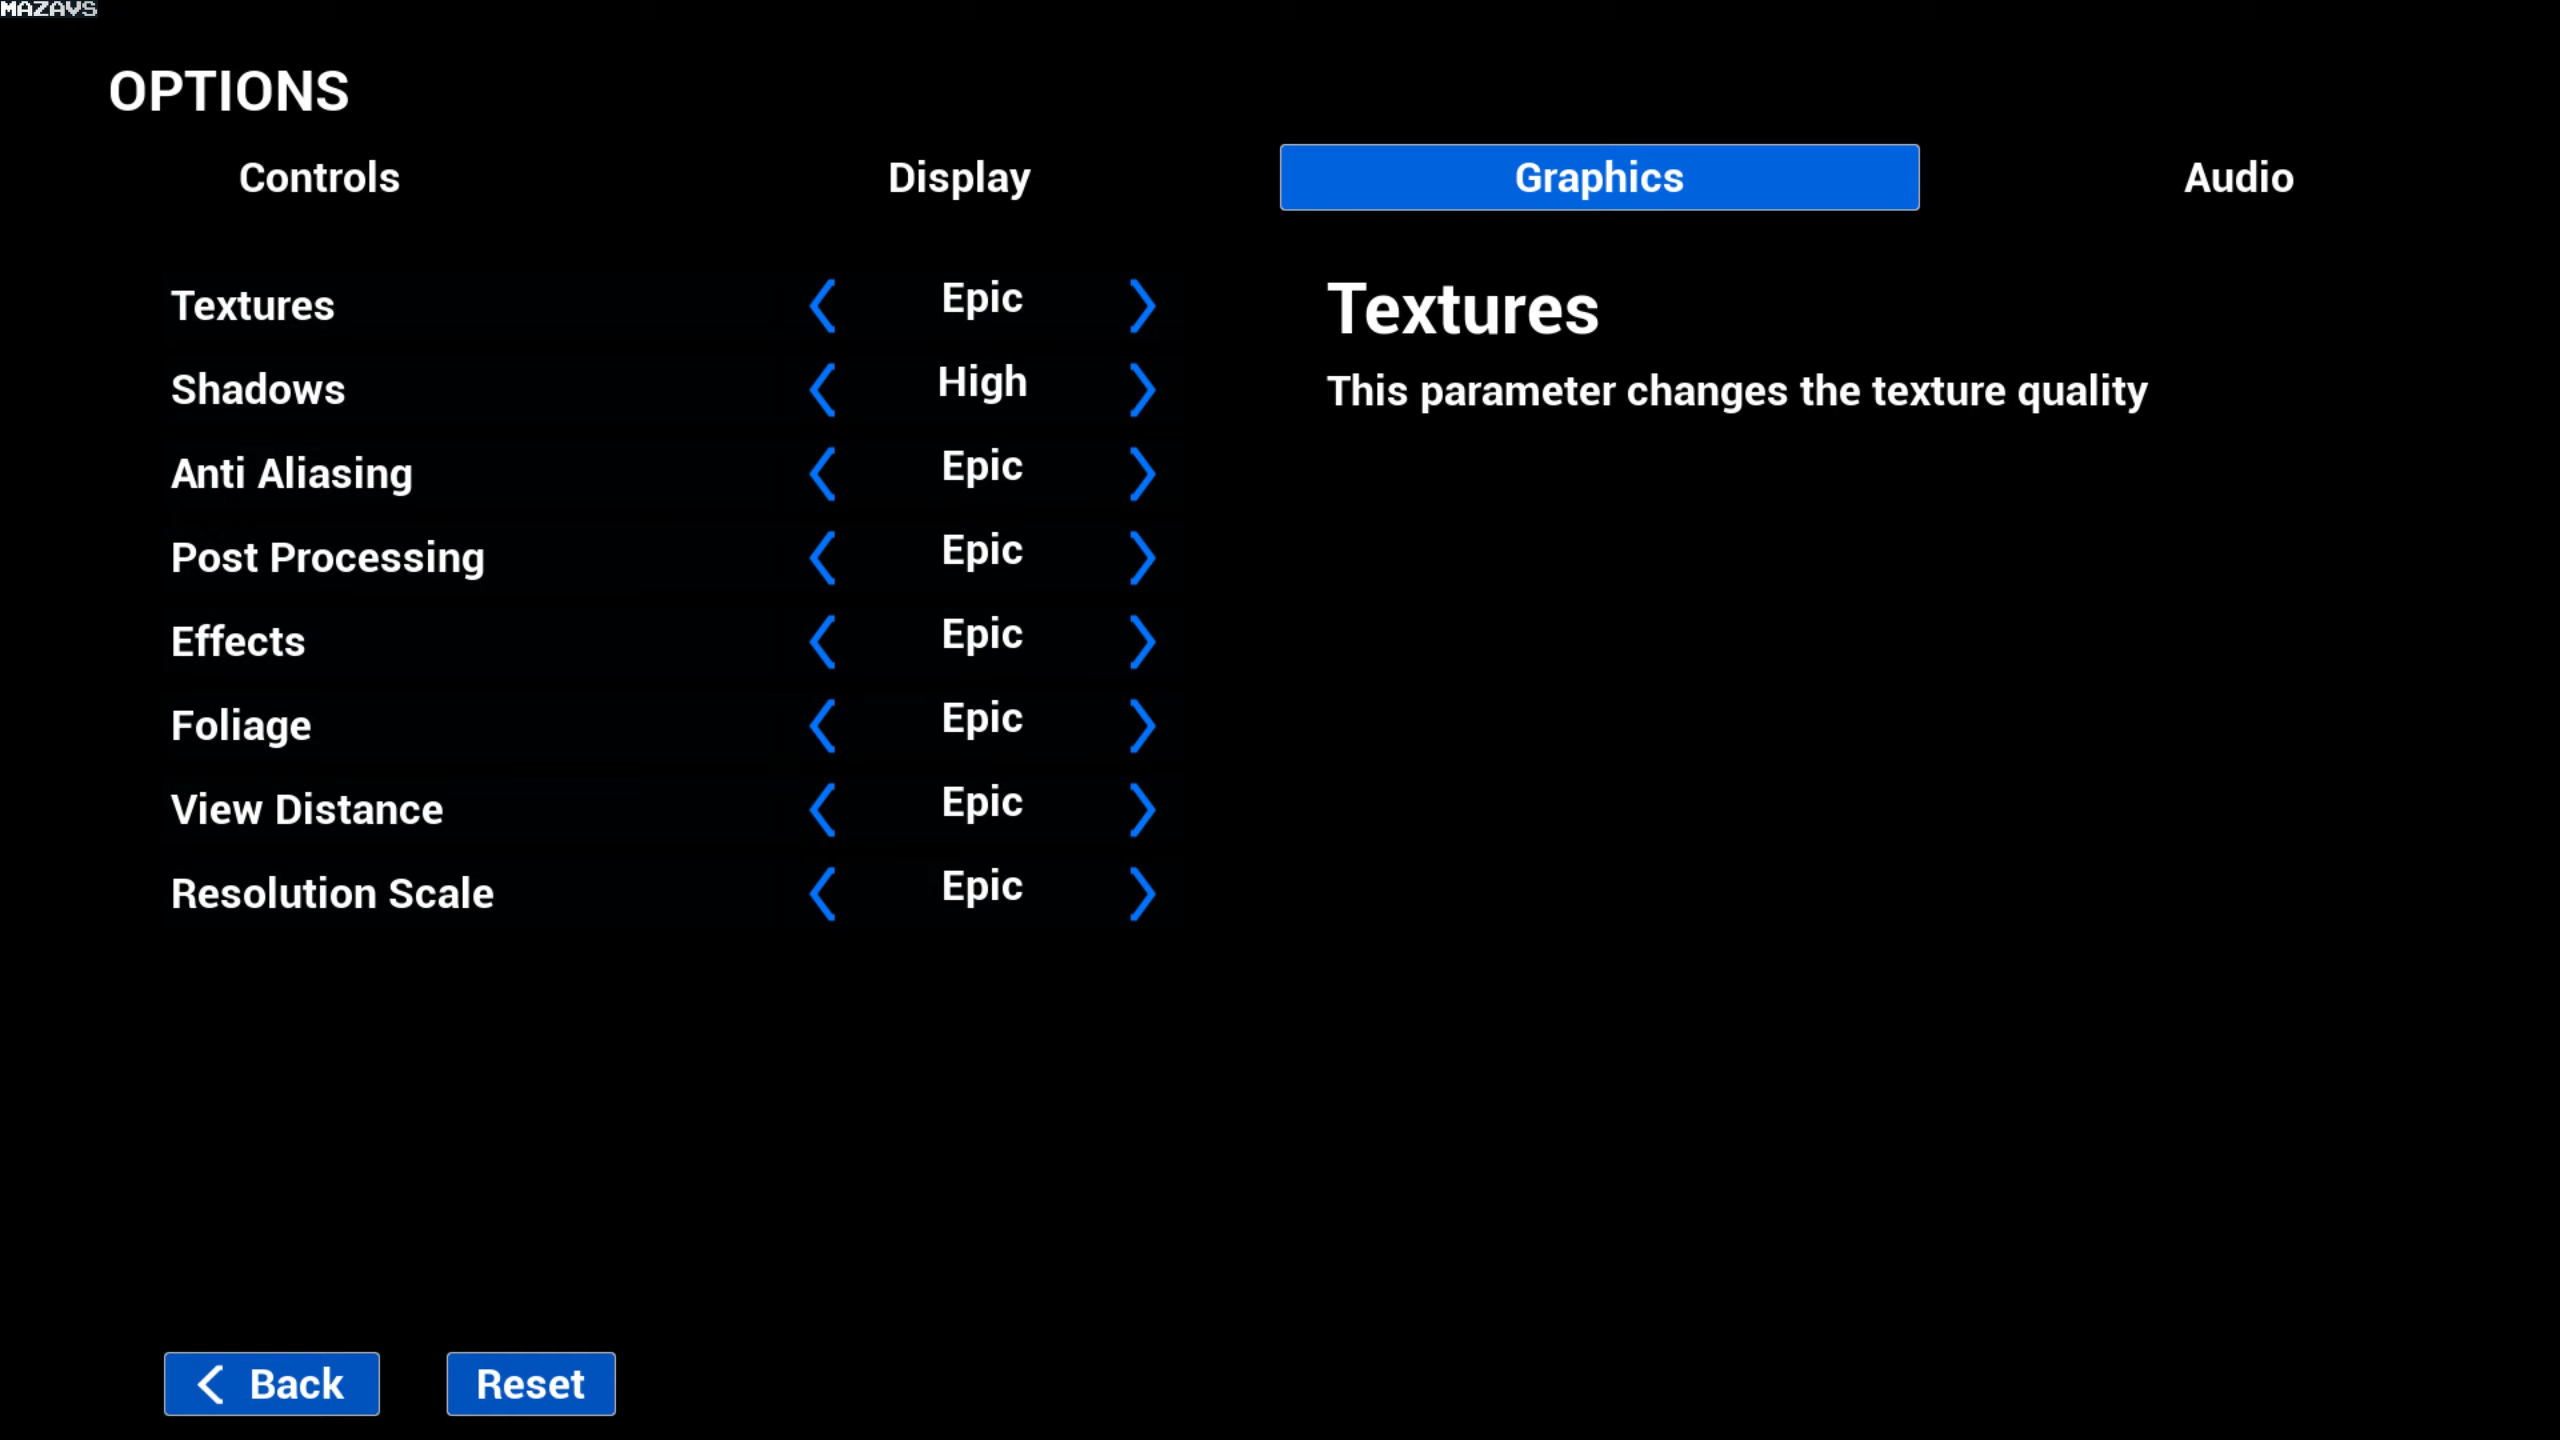 MAZAVS
OPTIONS
Controls Display Graphics Audio
Textures Epic
Shadows High
Anti Aliasing Epic
Post Processing Epic
Effects Epic
Foliage Epic
View Distance Epic
Resolution Scale Epic
Textures
This parameter changes the texture quality
Back Reset